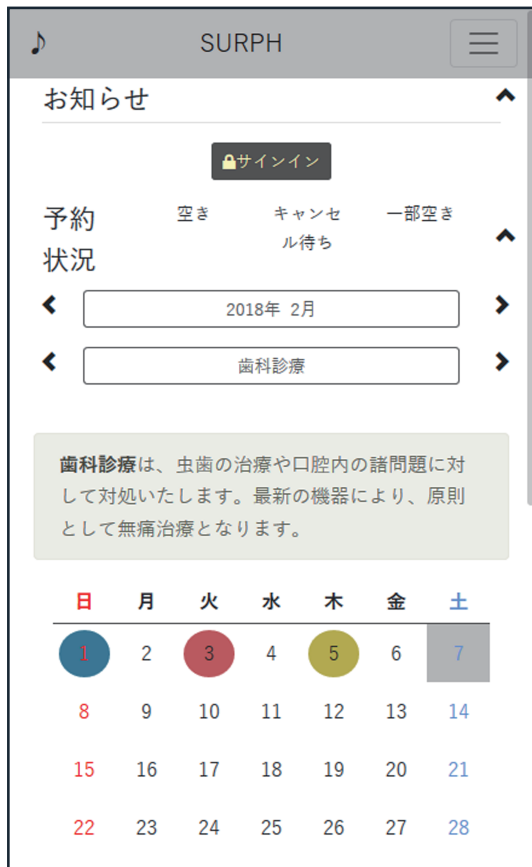 ♪ SURPH
お知らせ
サインイン
予約 空き キャンセ 一部空き
状況 ル待ち
2018年 2月
歯科診療
歯科診療は、虫歯の治療や口腔内の諸問題に対
して対処いたします。最新の機器により、原則
として無痛治療となります。
日 月 火 水 木 金 土
1 2 3 4 5 6 7
8 9 10 11 12 13 14
15 16 17 18 19 20 21
22 23 24 25 26 27 28